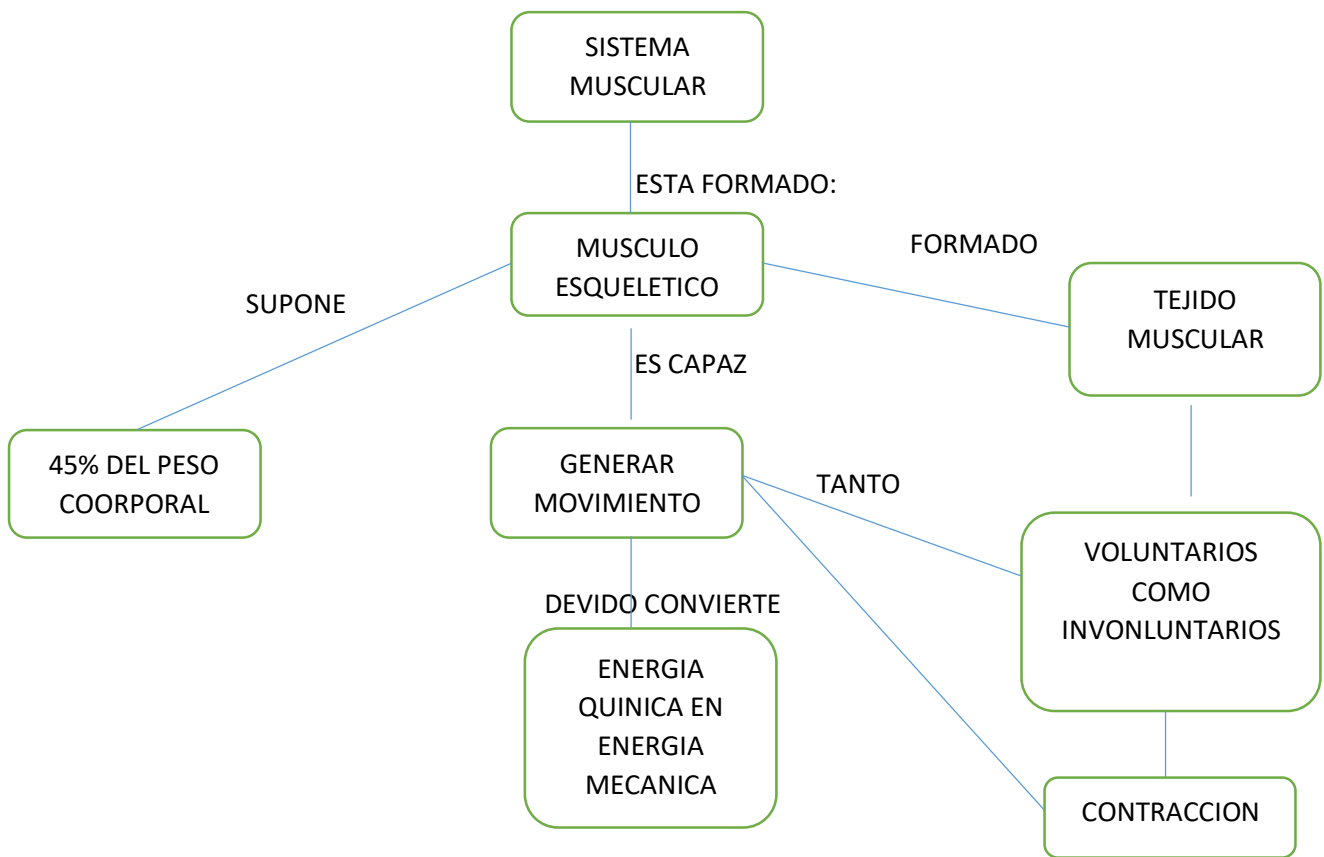 SISTEMA
MUSCULAR
ESTA FORMADO:
MUSCULO
ESQUELETICO
FORMADO
SUPONE
TEJIDO
MUSCULAR
ES CAPAZ
45% DEL PESO
COORPORAL
GENERAR
MOVIMIENTO
TANTO
VOLUNTARIOS
COMO
INVONLUNTARIOS
DEVIDO CONVIERTE
ENERGIA
QUINICA EN
ENERGIA
MECANICA
CONTRACCION